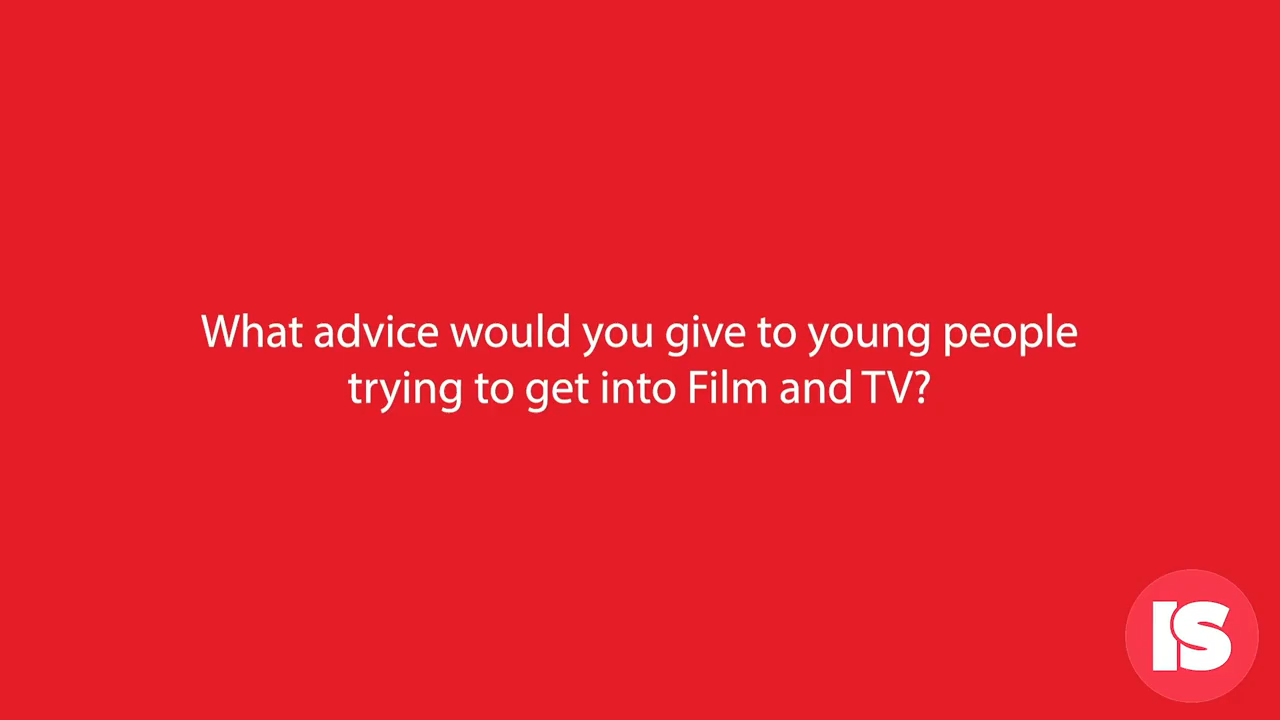 What advice would you give to young people
trying to get into Film and TV?
IS